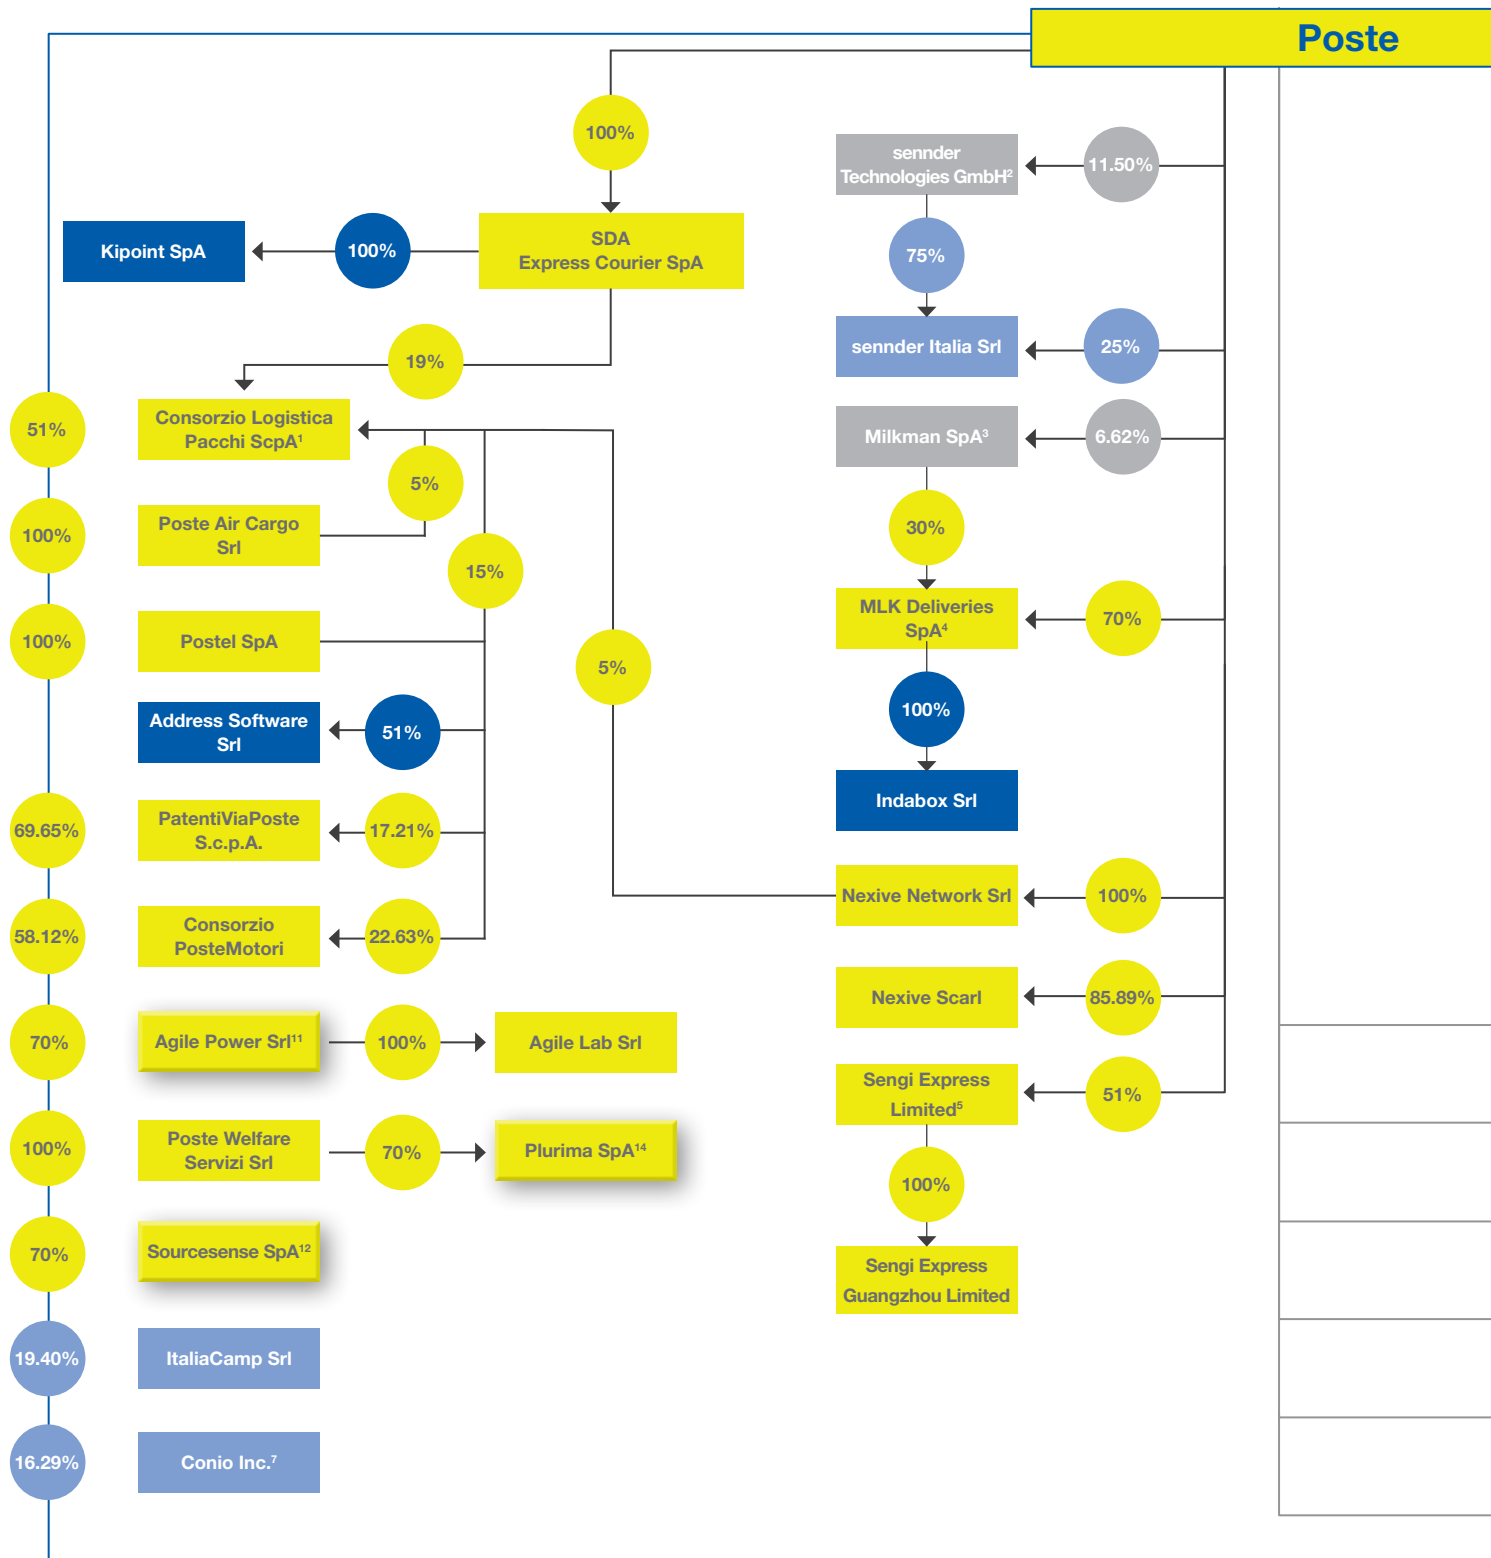 Poste
100%
sennder
Technologies GmbH²
11.50%
Kipoint SpA
100%
SDA
Express Courier SpA
75%
sennder Italia Srl
25%
19%
51%
Consorzio Logistica
Pacchi ScpA¹
Milkman SpA³
6.62%
5%
100%
Poste Air Cargo
Srl
30%
15%
MLK Deliveries
SpA⁴
70%
100%
Postel SpA
5%
Address Software
Srl
51%
100%
Indabox Srl
69.65%
PatentiViaPoste
S.c.p.A.
17.21%
Nexive Network Srl
100%
58.12%
Consorzio
PosteMotori
22.63%
Nexive Scarl
85.89%
70%
Agile Power Srl¹¹
100%
Agile Lab Srl
Sengi Express
Limited⁵
51%
100%
Poste Welfare
Servizi Srl
70%
Plurima SpA¹⁴
100%
70%
Sourcesense SpA¹²
Sengi Express
Guangzhou Limited
19.40%
ItaliaCamp Srl
16.29%
Conio Inc.⁷